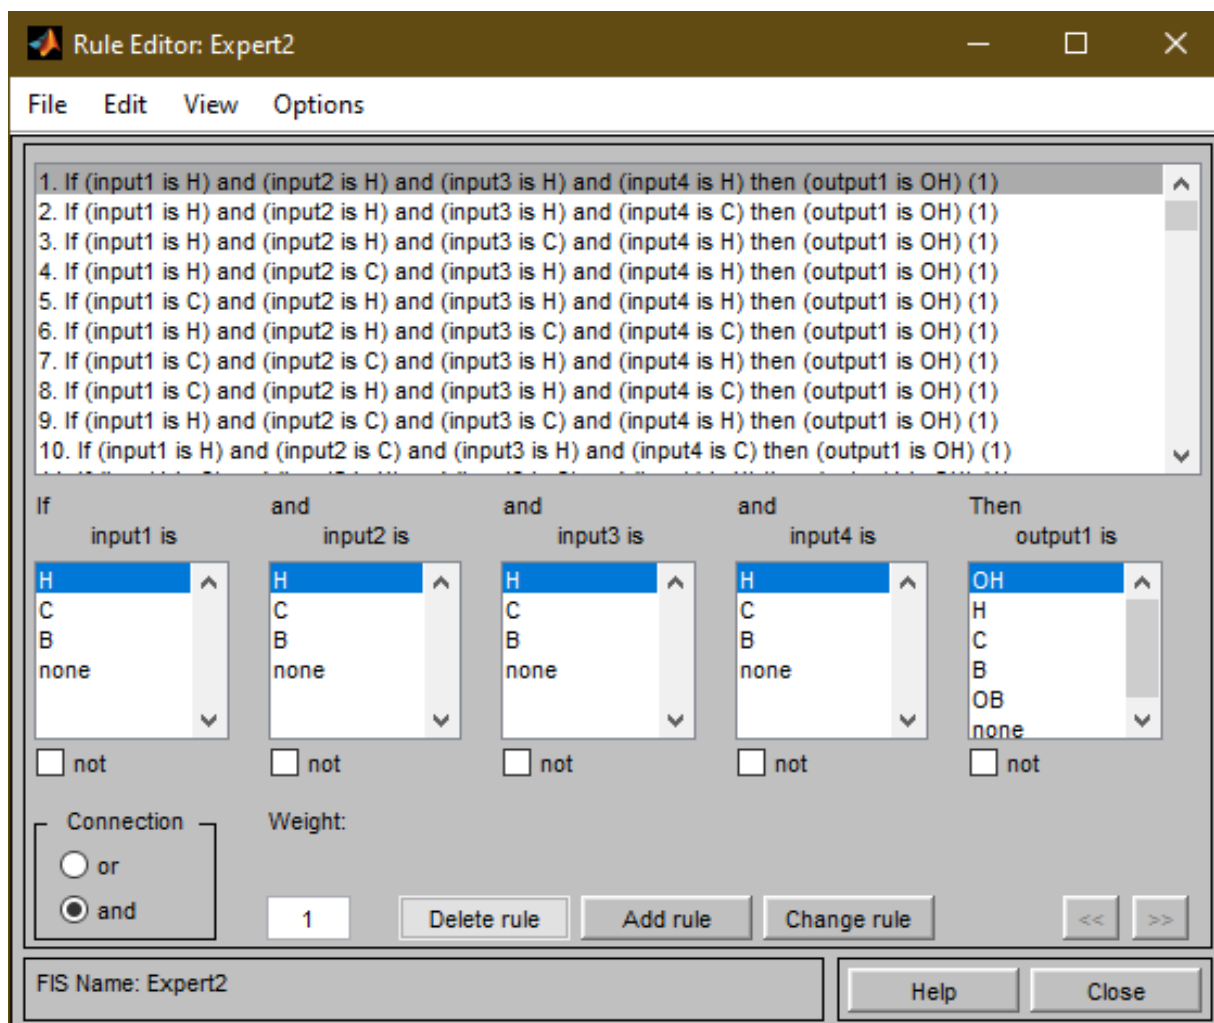 Rule Editor: Expert2
File Edit View Options
1. If (input1 is H) and (input2 is H) and (input3 is H) and (input4 is H) then (output1 is OH) (1)
2. If (input1 is H) and (input2 is H) and (input3 is H) and (input4 is C) then (output1 is OH) (1)
3. If (input1 is H) and (input2 is H) and (input3 is C) and (input4 is H) then (output1 is OH) (1)
4. If (input1 is H) and (input2 is C) and (input3 is H) and (input4 is H) then (output1 is OH) (1)
5. If (input1 is C) and (input2 is H) and (input3 is H) and (input4 is H) then (output1 is OH) (1)
6. If (input1 is H) and (input2 is H) and (input3 is C) and (input4 is C) then (output1 is OH) (1)
7. If (input1 is C) and (input2 is C) and (input3 is H) and (input4 is H) then (output1 is OH) (1)
8. If (input1 is C) and (input2 is H) and (input3 is H) and (input4 is C) then (output1 is OH) (1)
9. If (input1 is H) and (input2 is C) and (input3 is C) and (input4 is H) then (output1 is OH) (1)
10. If (input1 is H) and (input2 is C) and (input3 is H) and (input4 is C) then (output1 is OH) (1)
If and and and Then
input1 is input2 is input3 is input4 is output1 is
H H H H OH
C C C C H
B B B B C
none none none none B
OB
none
not not not not not
Connection Weight:
or
and 1 Delete rule Add rule Change rule << >>
FIS Name: Expert2 Help Close